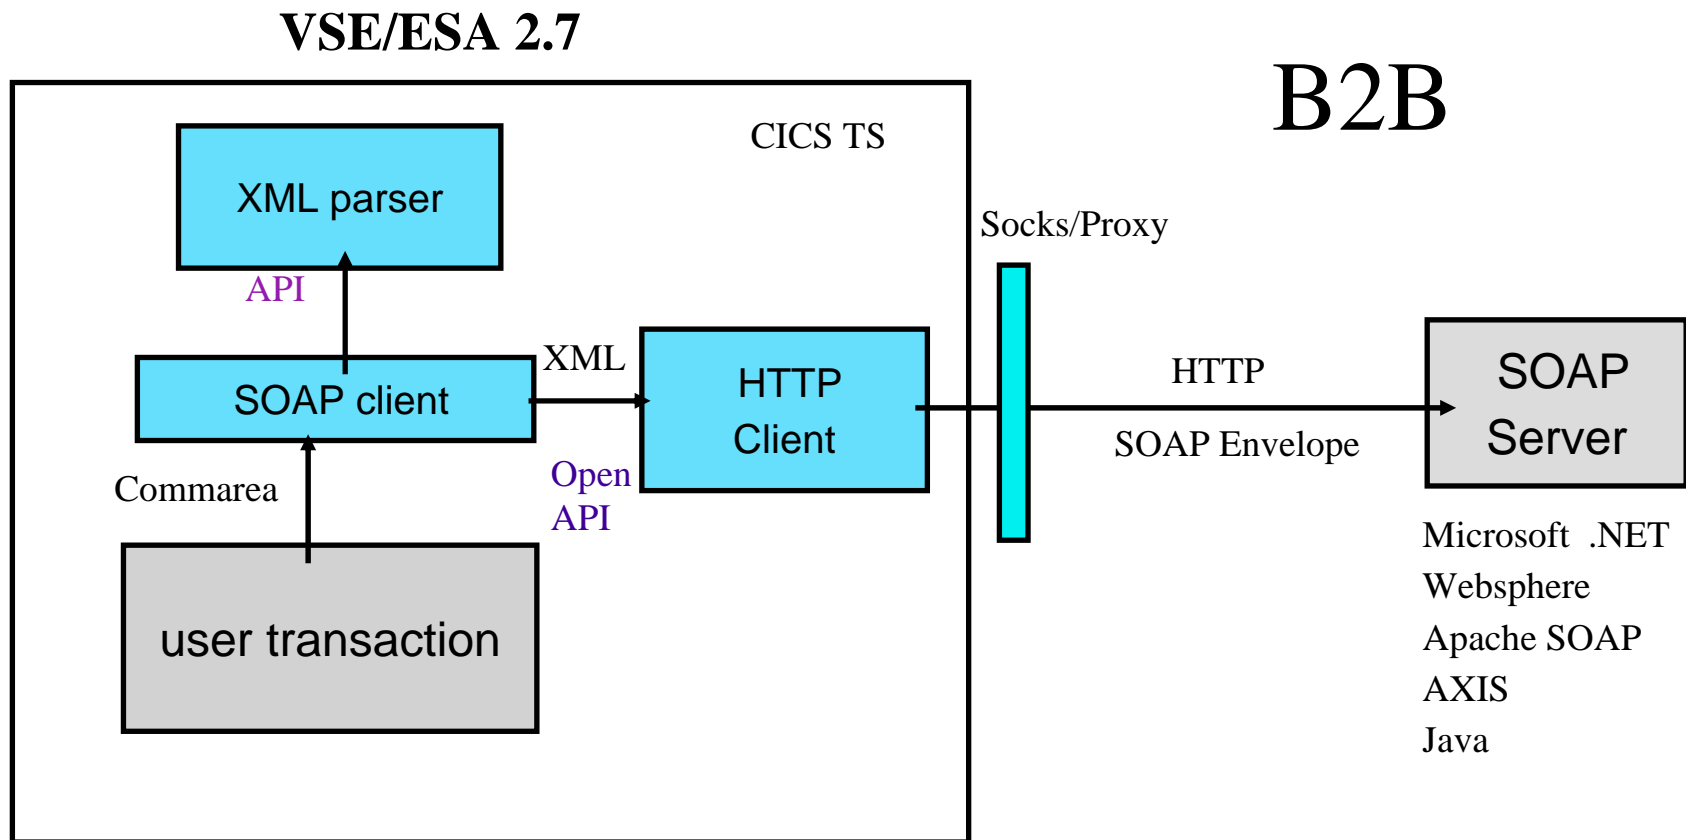 VSE/ESA 2.7
B2B
CICS TS
XML parser
Socks/Proxy
API
XML
HTTP
Client
SOAP client
HTTP
SOAP Envelope
SOAP
Server
Commarea
Open
API
user transaction
Microsoft .NET
Websphere
Apache SOAP
AXIS
Java